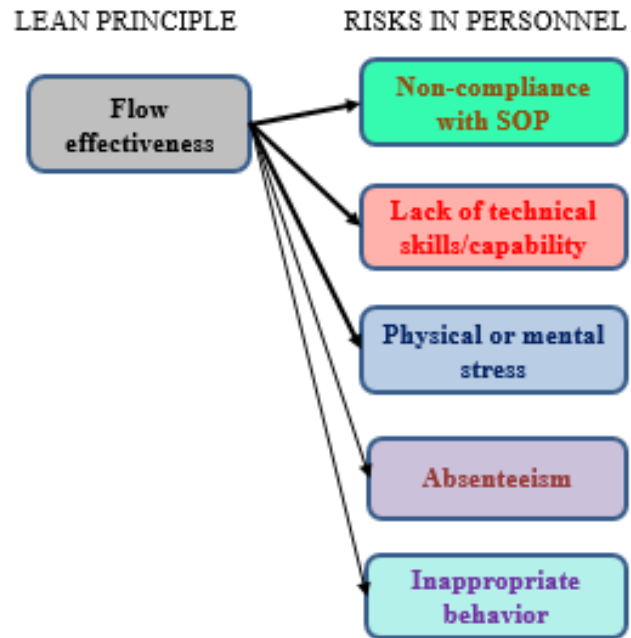 LEAN PRINCIPLE
RISKS IN PERSONNEL
Flow
effectiveness
Non-compliance
with SOP
Lack of technical
skills/capability
Physical or mental
stress
Absenteeism
Inappropriate
behavior